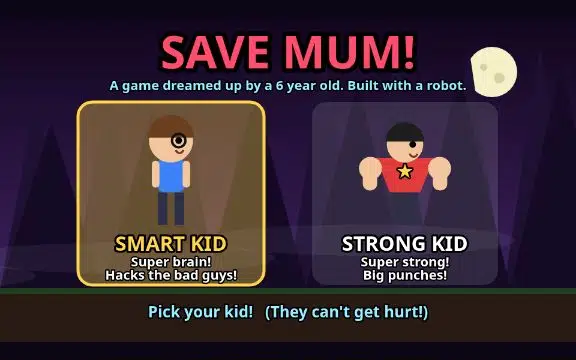 SAVE MUM!
A game dreamed up by a 6 year old. Built with a robot.
SMART KID
Super brain!
Hacks the bad guys!
STRONG KID
Super strong!
Big punches!
Pick your kid! (They can't get hurt!)